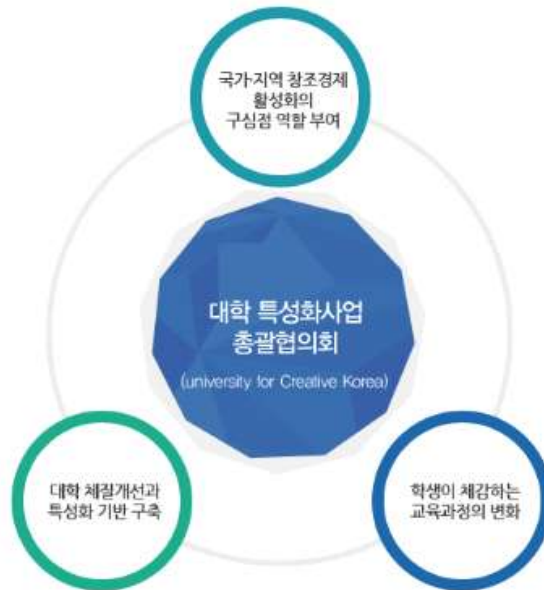 국가·지역 창조경제
활성화의
구심점 역할 부여
대학 특성화사업
총괄협의회
(university for Creative Korea)
대학 체질개선과
특성화 기반 구축
학생이 체감하는
교육과정의 변화